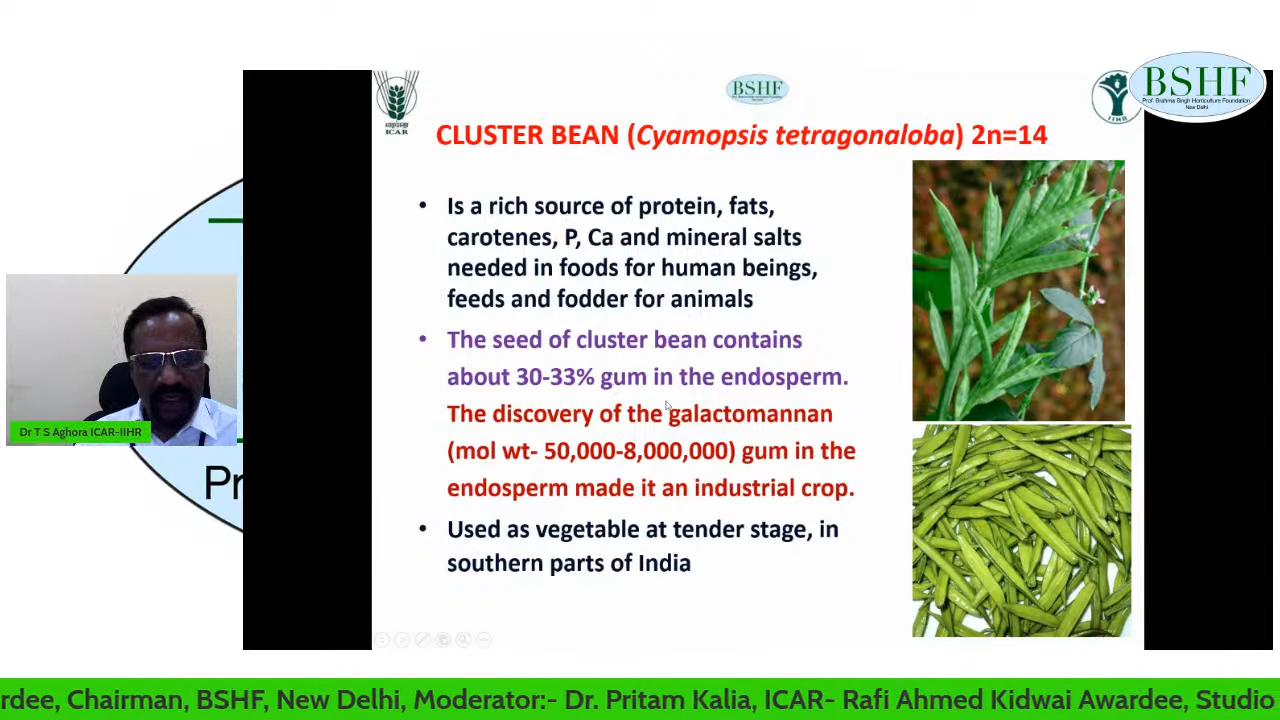 BSHF
Prof. Brahma Singh Horticulture Foundation
New Delhi
BSHF
ICAR
IIHR
CLUSTER BEAN (Cyamopsis tetragonaloba) 2n=14
• Is a rich source of protein, fats,
carotenes, P, Ca and mineral salts
needed in foods for human beings,
feeds and fodder for animals
• The seed of cluster bean contains
about 30-33% gum in the endosperm.
The discovery of the galactomannan
(mol wt- 50,000-8,000,000) gum in the
endosperm made it an industrial crop.
• Used as vegetable at tender stage, in
southern parts of India
Dr T S Aghora ICAR-IIHR
Pr
rdee, Chairman, BSHF, New Delhi, Moderator:- Dr. Pritam Kalia, ICAR- Rafi Ahmed Kidwai Awardee, Studio